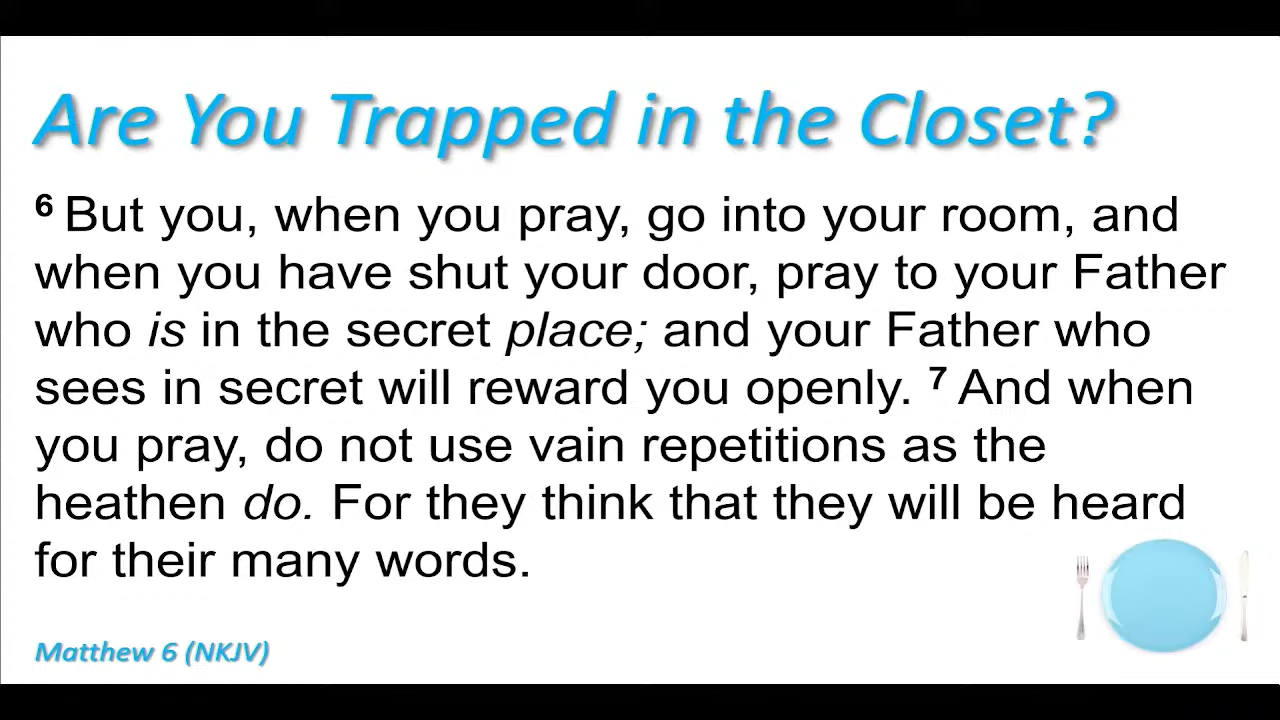 Are You Trapped in the Closet?
6 But you, when you pray, go into your room, and
when you have shut your door, pray to your Father
who is in the secret place; and your Father who
sees in secret will reward you openly. 7 And when
you pray, do not use vain repetitions as the
heathen do. For they think that they will be heard
for their many words.
Matthew 6 (NKJV)